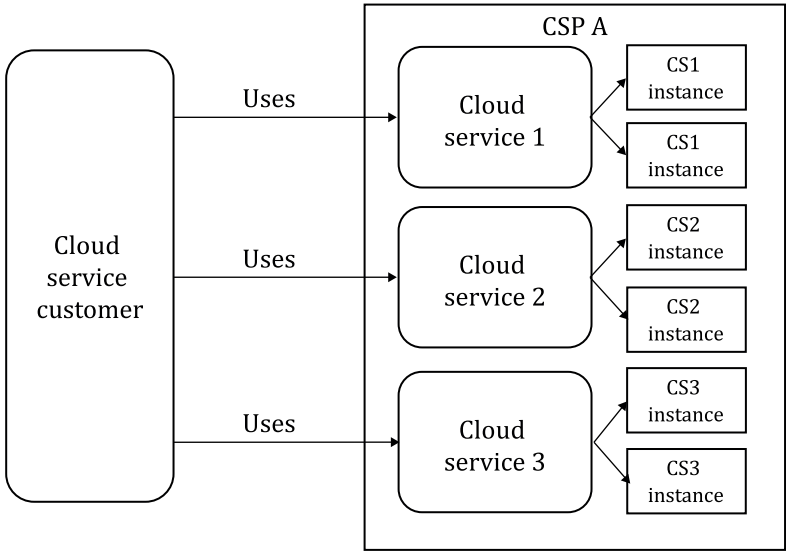 CSP A
Cloud
service
customer
Uses
Cloud
service 1
CS1
instance
CS1
instance
Uses
Cloud
service 2
CS2
instance
CS2
instance
Uses
Cloud
service 3
CS3
instance
CS3
instance